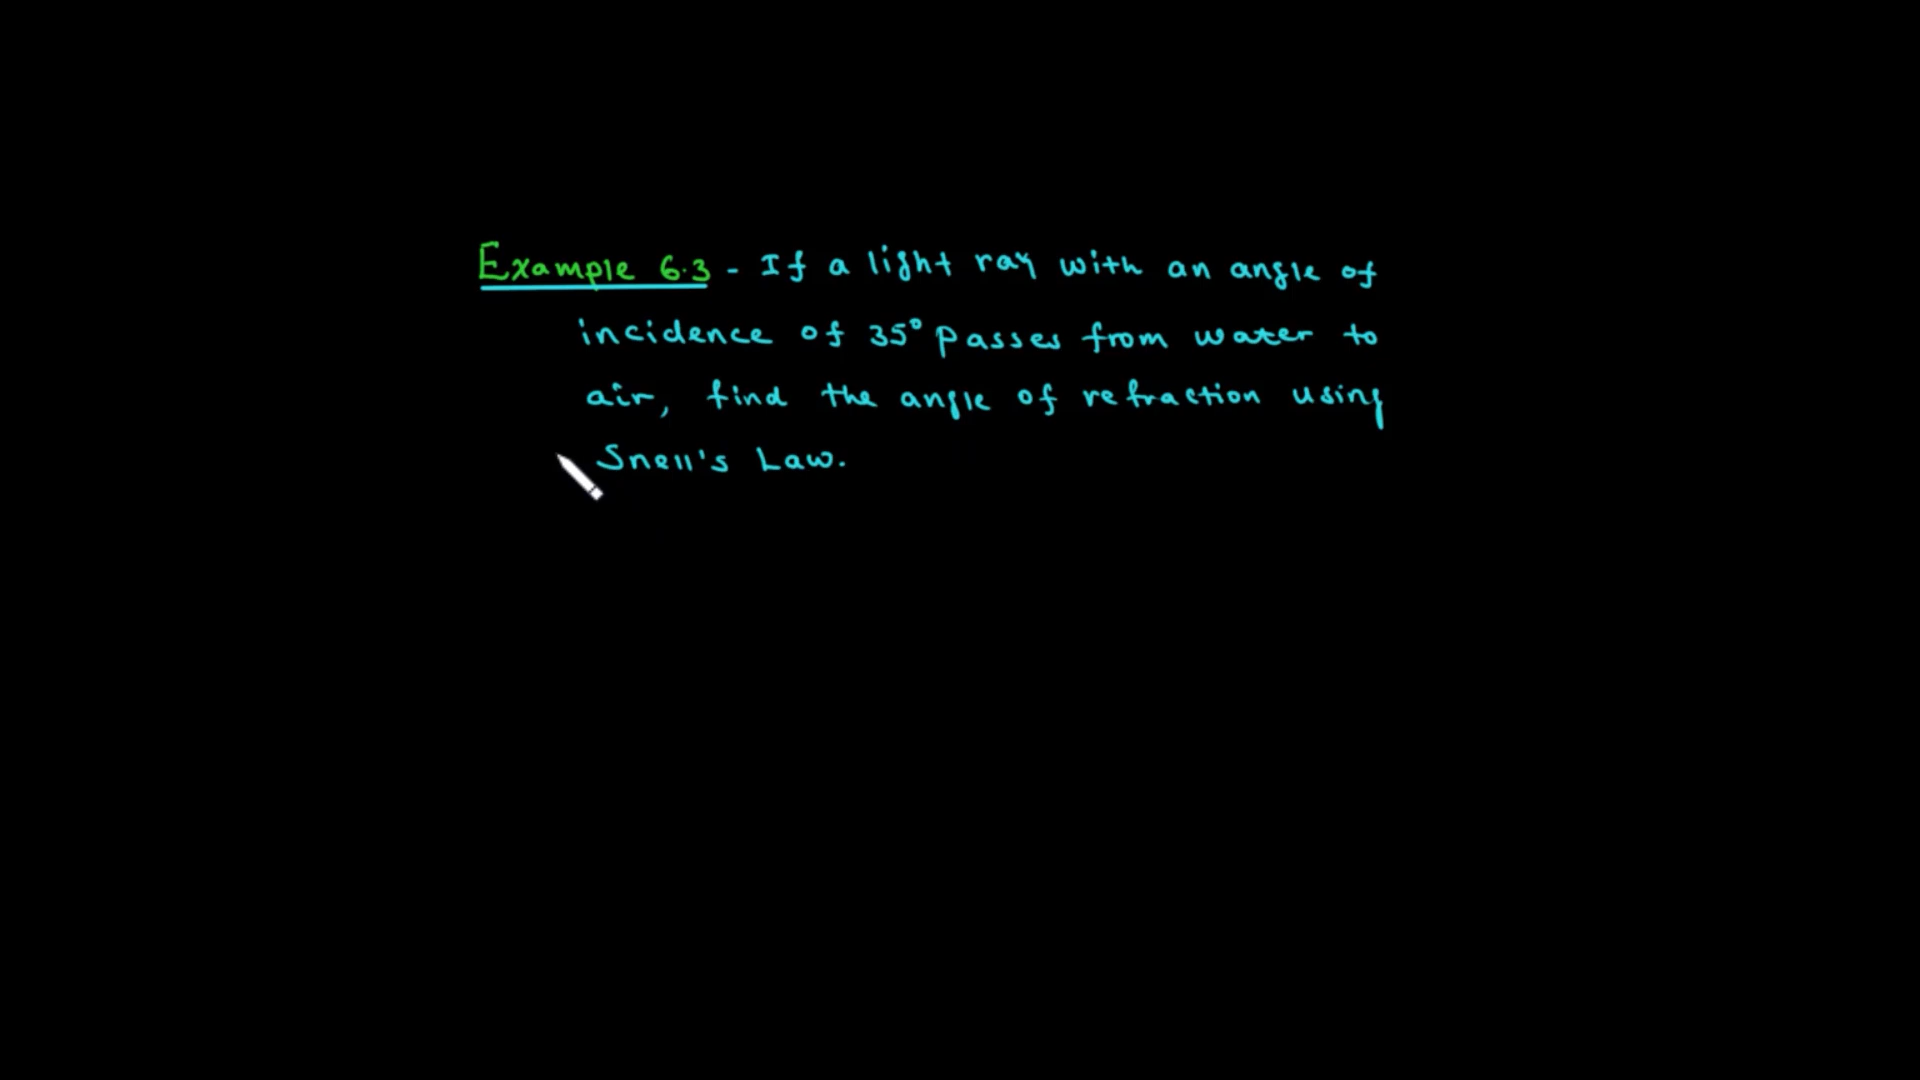 Example 6.3 - If a light ray with an angle of
incidence of 35° passes from water to
air, find the angle of refraction using
Snell's Law.